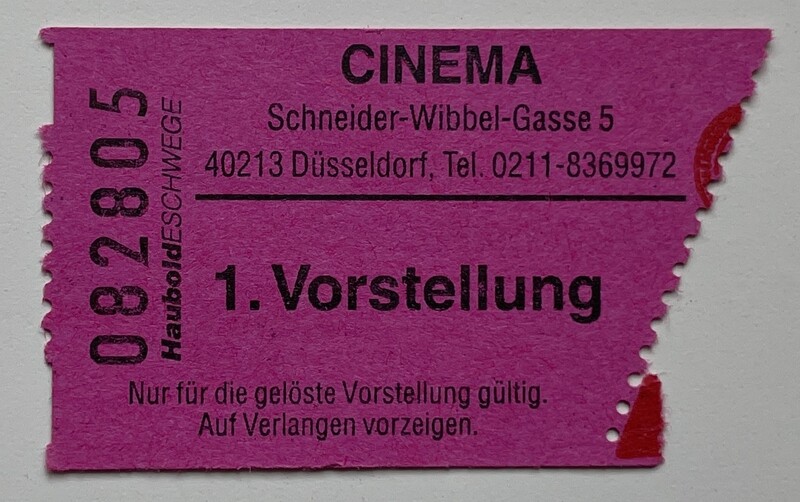 CINEMA
Schneider-Wibbel-Gasse 5
40213 Düsseldorf, Tel. 0211-8369972
1. Vorstellung
Nur für die gelöste Vorstellung gültig.
Auf Verlangen vorzeigen.
082805
HauboldESCHWEGE